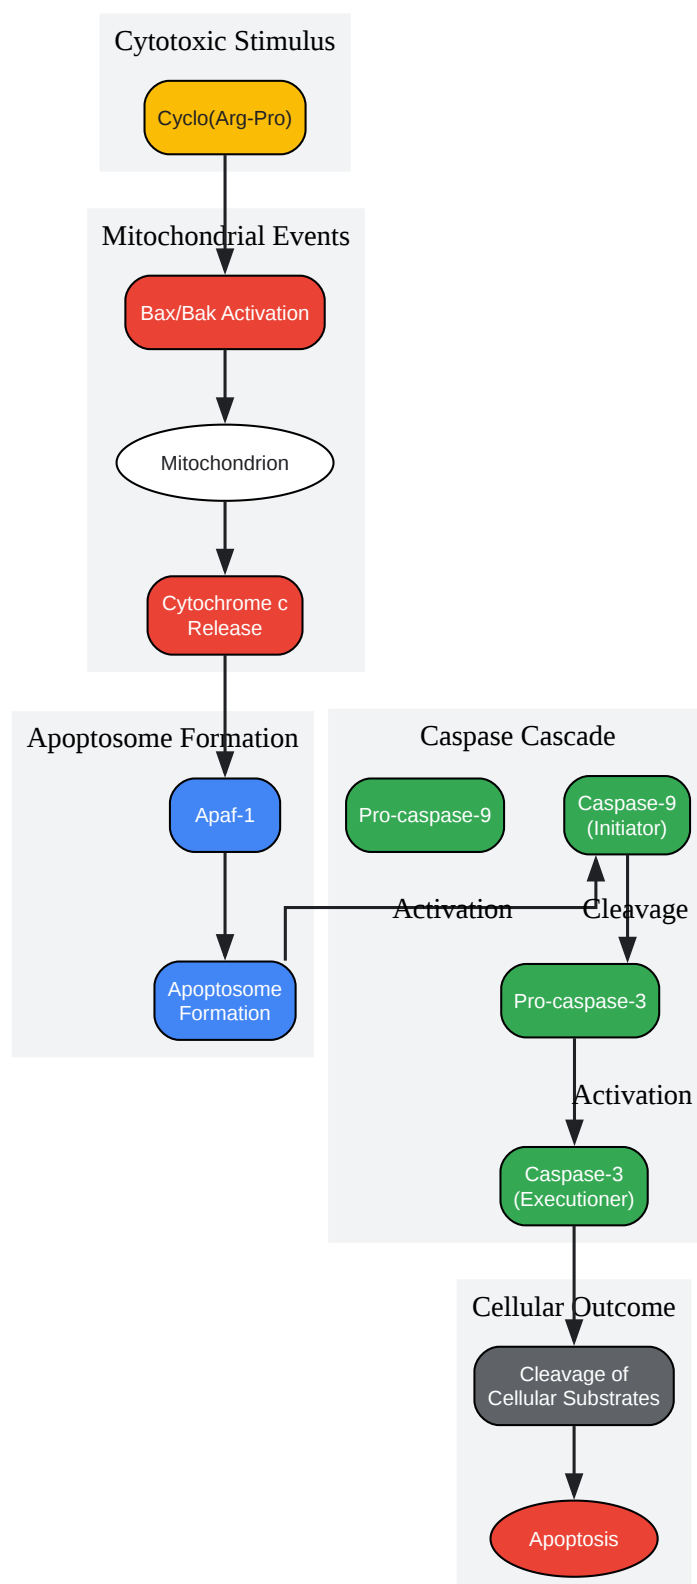 Cytotoxic Stimulus
Cyclo(Arg-Pro)
Mitochondrial Events
Bax/Bak Activation
Mitochondrion
Cytochrome c
Release
Apoptosome Formation
Apaf-1
Apoptosome
Formation
Caspase Cascade
Pro-caspase-9
Caspase-9
(Initiator)
Activation
Cleavage
Pro-caspase-3
Activation
Caspase-3
(Executioner)
Cellular Outcome
Cleavage of
Cellular Substrates
Apoptosis